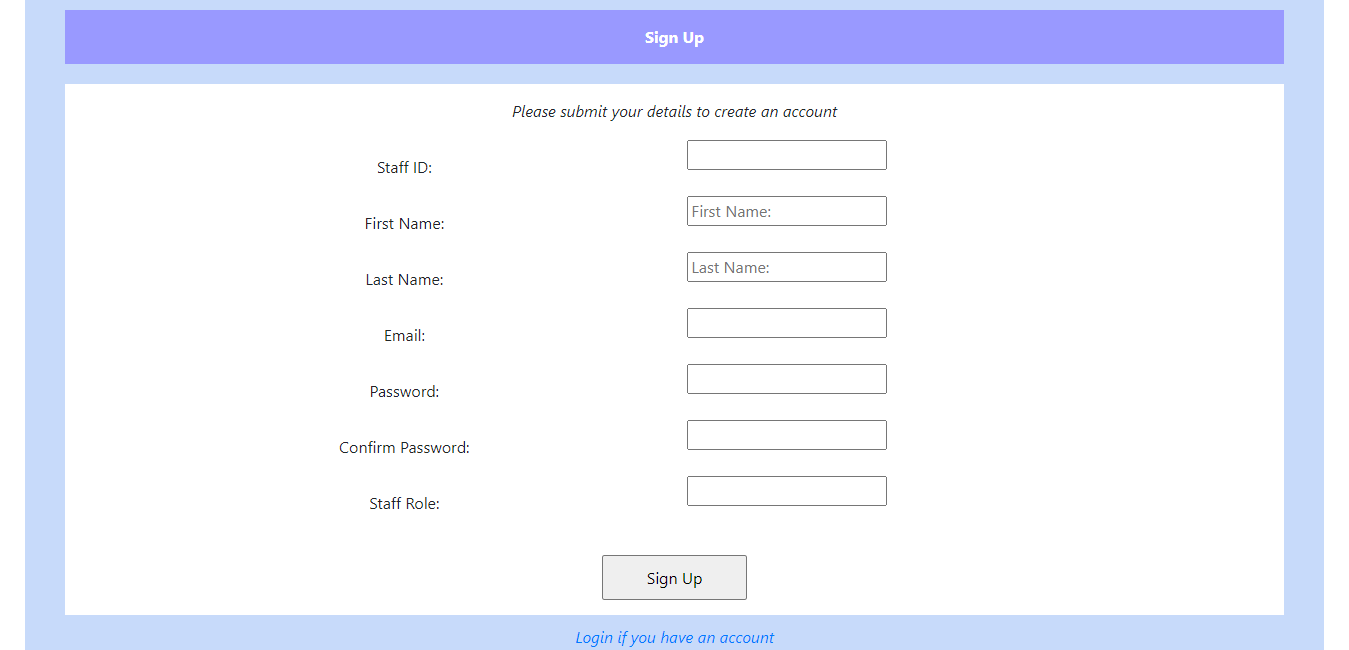 Sign Up
Please submit your details to create an account
Staff ID:
First Name: First Name:
Last Name: Last Name:
Email:
Password:
Confirm Password:
Staff Role:
Sign Up
Login if you have an account